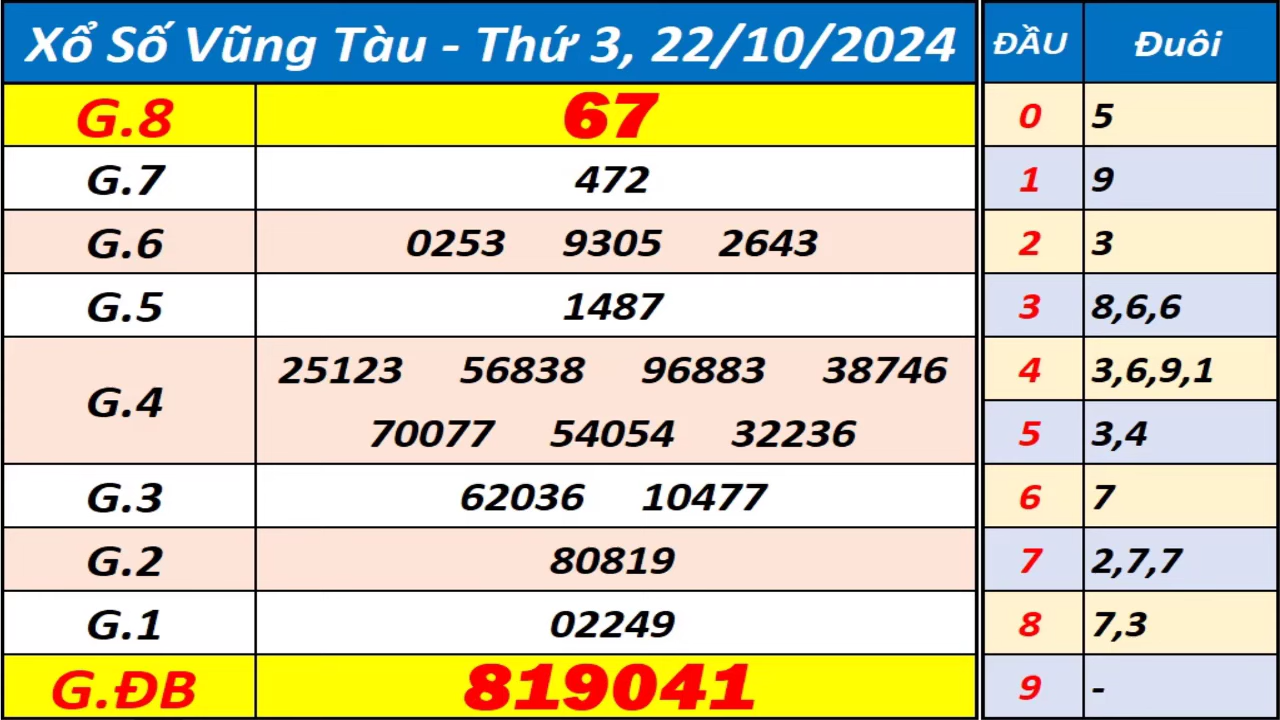 Xổ Số Vũng Tàu - Thứ 3, 22/10/2024
G.8 67
G.7 472
G.6 0253 9305 2643
G.5 1487
G.4 25123 56838 96883 38746
70077 54054 32236
G.3 62036 10477
G.2 80819
G.1 02249
G.ĐB 819041
ĐẦU Đuôi
0 5
1 9
2 3
3 8,6,6
4 3,6,9,1
5 3,4
6 7
7 2,7,7
8 7,3
9 -